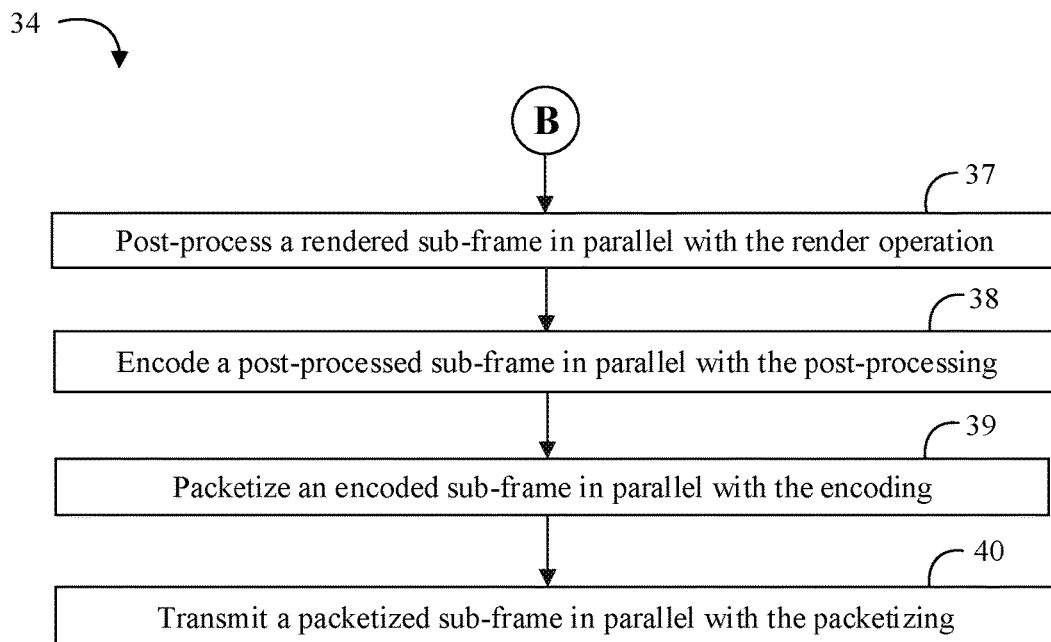 34
B
37
Post-process a rendered sub-frame in parallel with the render operation
38
Encode a post-processed sub-frame in parallel with the post-processing
39
Packetize an encoded sub-frame in parallel with the encoding
40
Transmit a packetized sub-frame in parallel with the packetizing